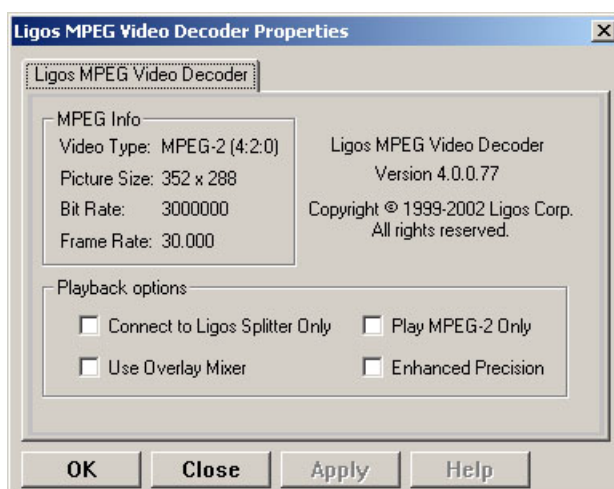 Ligos MPEG Video Decoder Properties
Ligos MPEG Video Decoder
MPEG Info
Video Type: MPEG-2 (4:2:0)
Picture Size: 352 x 288
Bit Rate: 3000000
Frame Rate: 30.000
Ligos MPEG Video Decoder
Version 4.0.0.77
Copyright © 1999-2002 Ligos Corp.
All rights reserved.
Playback options
Connect to Ligos Splitter Only
Play MPEG-2 Only
Use Overlay Mixer
Enhanced Precision
OK Close Apply Help